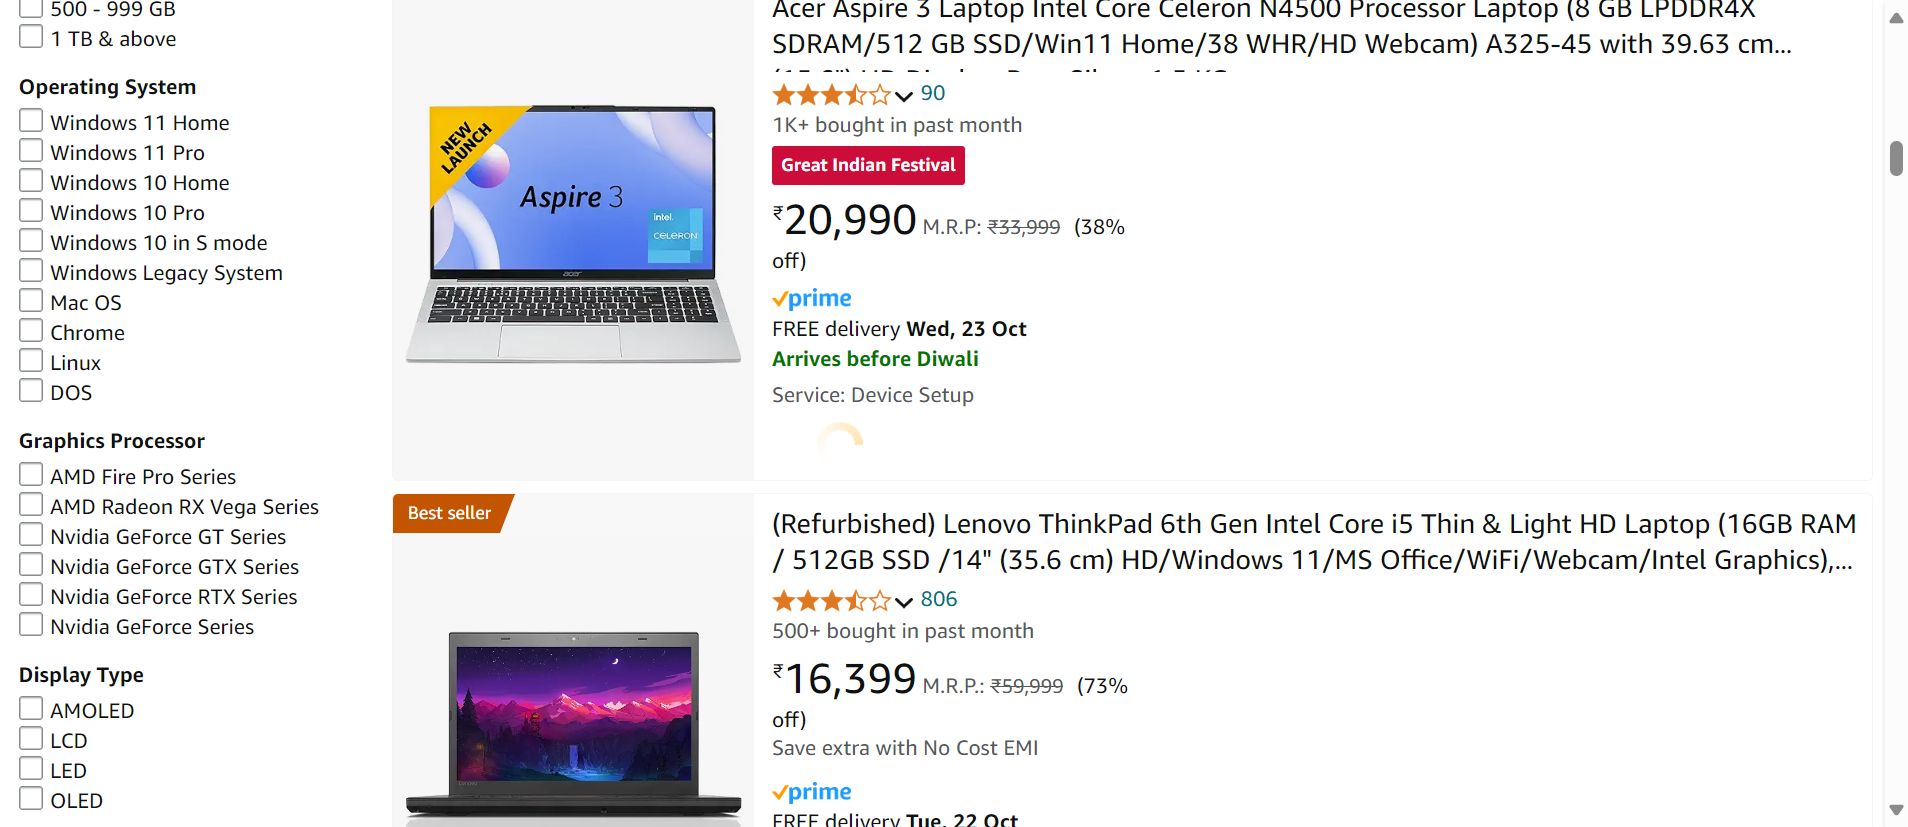 500 - 999 GB
1 TB & above
Operating System
Windows 11 Home
Windows 11 Pro
Windows 10 Home
Windows 10 Pro
Windows 10 in S mode
Windows Legacy System
Mac OS
Chrome
Linux
DOS
Graphics Processor
AMD Fire Pro Series
AMD Radeon RX Vega Series
Nvidia GeForce GT Series
Nvidia GeForce GTX Series
Nvidia GeForce RTX Series
Nvidia GeForce Series
Display Type
AMOLED
LCD
LED
OLED
NEW
LAUNCH
Aspire 3
intel.
CELERON
acer
Acer Aspire 3 Laptop Intel Core Celeron N4500 Processor Laptop (8 GB LPDDR4X
SDRAM/512 GB SSD/Win11 Home/38 WHR/HD Webcam) A325-45 with 39.63 cm...
90
1K+ bought in past month
Great Indian Festival
₹20,990 M.R.P: ₹33,999 (38%
off)
prime
FREE delivery Wed, 23 Oct
Arrives before Diwali
Service: Device Setup
Best seller
(Refurbished) Lenovo ThinkPad 6th Gen Intel Core i5 Thin & Light HD Laptop (16GB RAM
/ 512GB SSD /14" (35.6 cm) HD/Windows 11/MS Office/WiFi/Webcam/Intel Graphics),...
806
500+ bought in past month
₹16,399 M.R.P.: ₹59,999 (73%
off)
Save extra with No Cost EMI
prime
FREE delivery Tue, 22 Oct